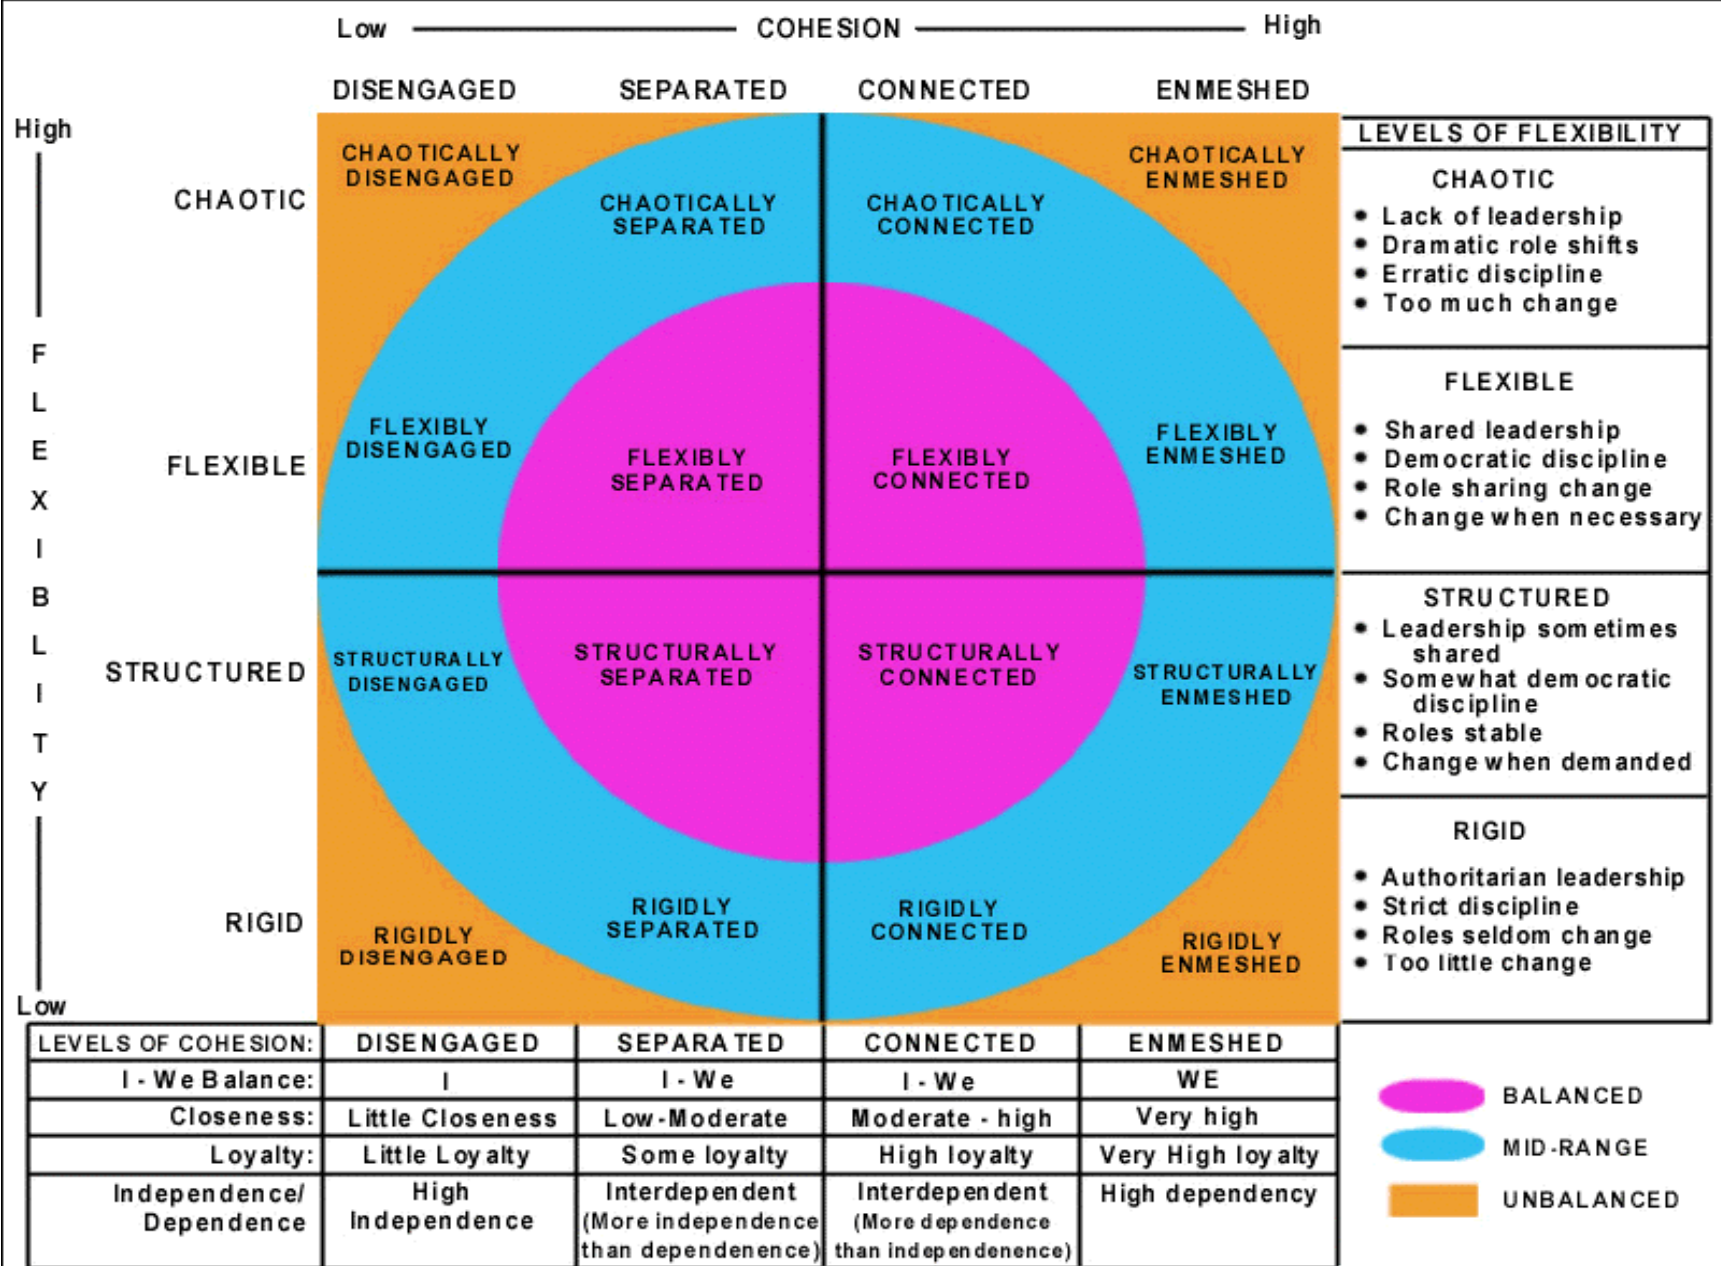 Low COHESION High
DISENGAGED SEPARATED CONNECTED ENMESHED
High
FLEXIBLITY
Low
CHAOTIC
FLEXIBLE
STRUCTURED
RIGID
CHAOTICALLY
DISENGAGED
CHAOTICALLY
SEPARATED
CHAOTICALLY
CONNECTED
CHAOTICALLY
ENMESHED
FLEXIBLY
DISENGAGED
FLEXIBLY
SEPARATED
FLEXIBLY
CONNECTED
FLEXIBLY
ENMESHED
STRUCTURALLY
DISENGAGED
STRUCTURALLY
SEPARATED
STRUCTURALLY
CONNECTED
STRUCTURALLY
ENMESHED
RIGIDLY
DISENGAGED
RIGIDLY
SEPARATED
RIGIDLY
CONNECTED
RIGIDLY
ENMESHED
LEVELS OF FLEXIBILITY
CHAOTIC
• Lack of leadership
• Dramatic role shifts
• Erratic discipline
• Too much change
FLEXIBLE
• Shared leadership
• Democratic discipline
• Role sharing change
• Change when necessary
STRUCTURED
• Leadership sometimes
shared
• Somewhat democratic
discipline
• Roles stable
• Change when demanded
RIGID
• Authoritarian leadership
• Strict discipline
• Roles seldom change
• Too little change
LEVELS OF COHESION: DISENGAGED SEPARATED CONNECTED ENMESHED
I - We Balance: I I - We I - We WE
Closeness: Little Closeness Low-Moderate Moderate - high Very high
Loyalty: Little Loyalty Some loyalty High loyalty Very High loyalty
Independence/
Dependence
High
Independence
Interdependent
(More independence
than dependenence)
Interdependent
(More dependence
than independenence)
High dependency
BALANCED
MID-RANGE
UNBALANCED